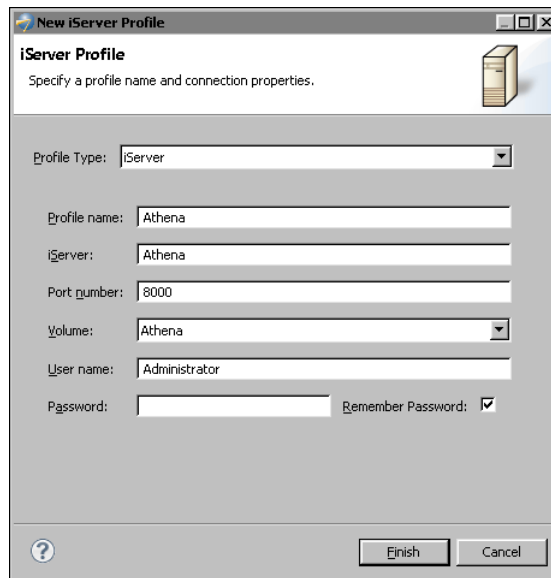 New iServer Profile
iServer Profile
Specify a profile name and connection properties.
Profile Type: iServer
Profile name: Athena
iServer: Athena
Port number: 8000
Volume: Athena
User name: Administrator
Password: Remember Password:
? Finish Cancel